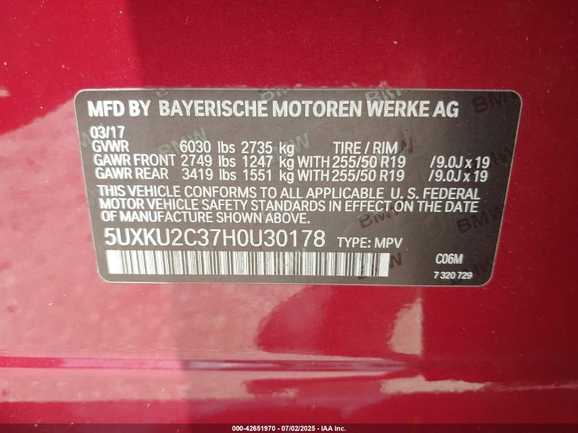 MFD BY BAYERISCHE MOTOREN WERKE AG
03/17
GVWR 6030 lbs 2735 kg TIRE / RIM
GAWR FRONT 2749 lbs 1247 kg WITH 255/50 R19 /9.0J x 19
GAWR REAR 3419 lbs 1551 kg WITH 255/50 R19 /9.0J x 19
THIS VEHICLE CONFORMS TO ALL APPLICABLE U. S. FEDERAL
MOTOR VEHICLE SAFETY STANDARDS IN EFFECT ON THE
DATE OF MANUFACTURE SHOWN ABOVE.
5UXKU2C37H0U30178 TYPE: MPV
C06M
7 320 729
000-42651970 - 07/02/2025 - IAA Inc.